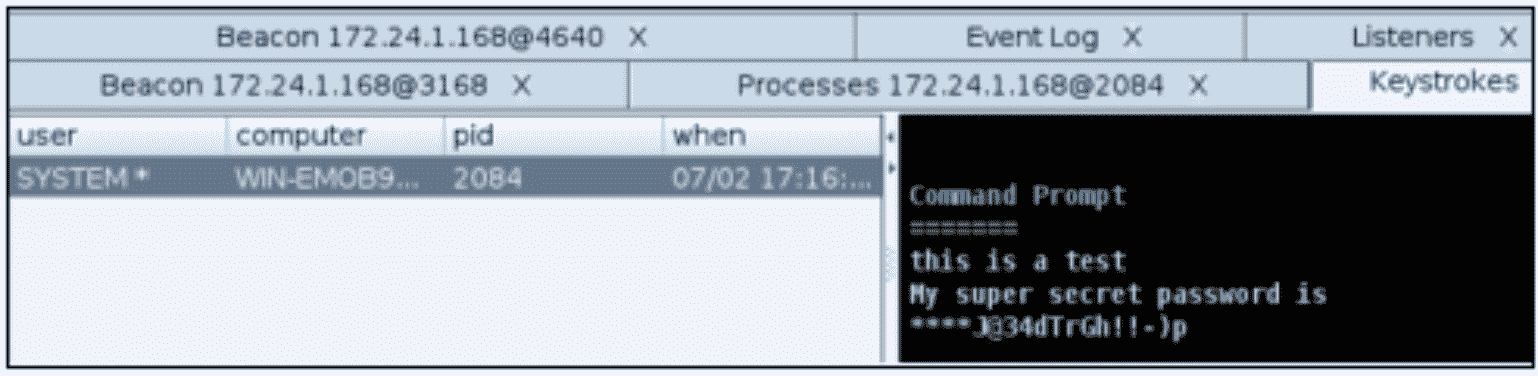 Beacon 172.24.1.168@4640 X Event Log X Listeners X
Beacon 172.24.1.168@3168 X Processes 172.24.1.168@2084 X Keystrokes
user computer pid when
SYSTEM * WIN-EMOB9... 2084 07/02 17:16:...
Command Prompt
=======
this is a test
My super secret password is
****J@34dTrGh!!-)p